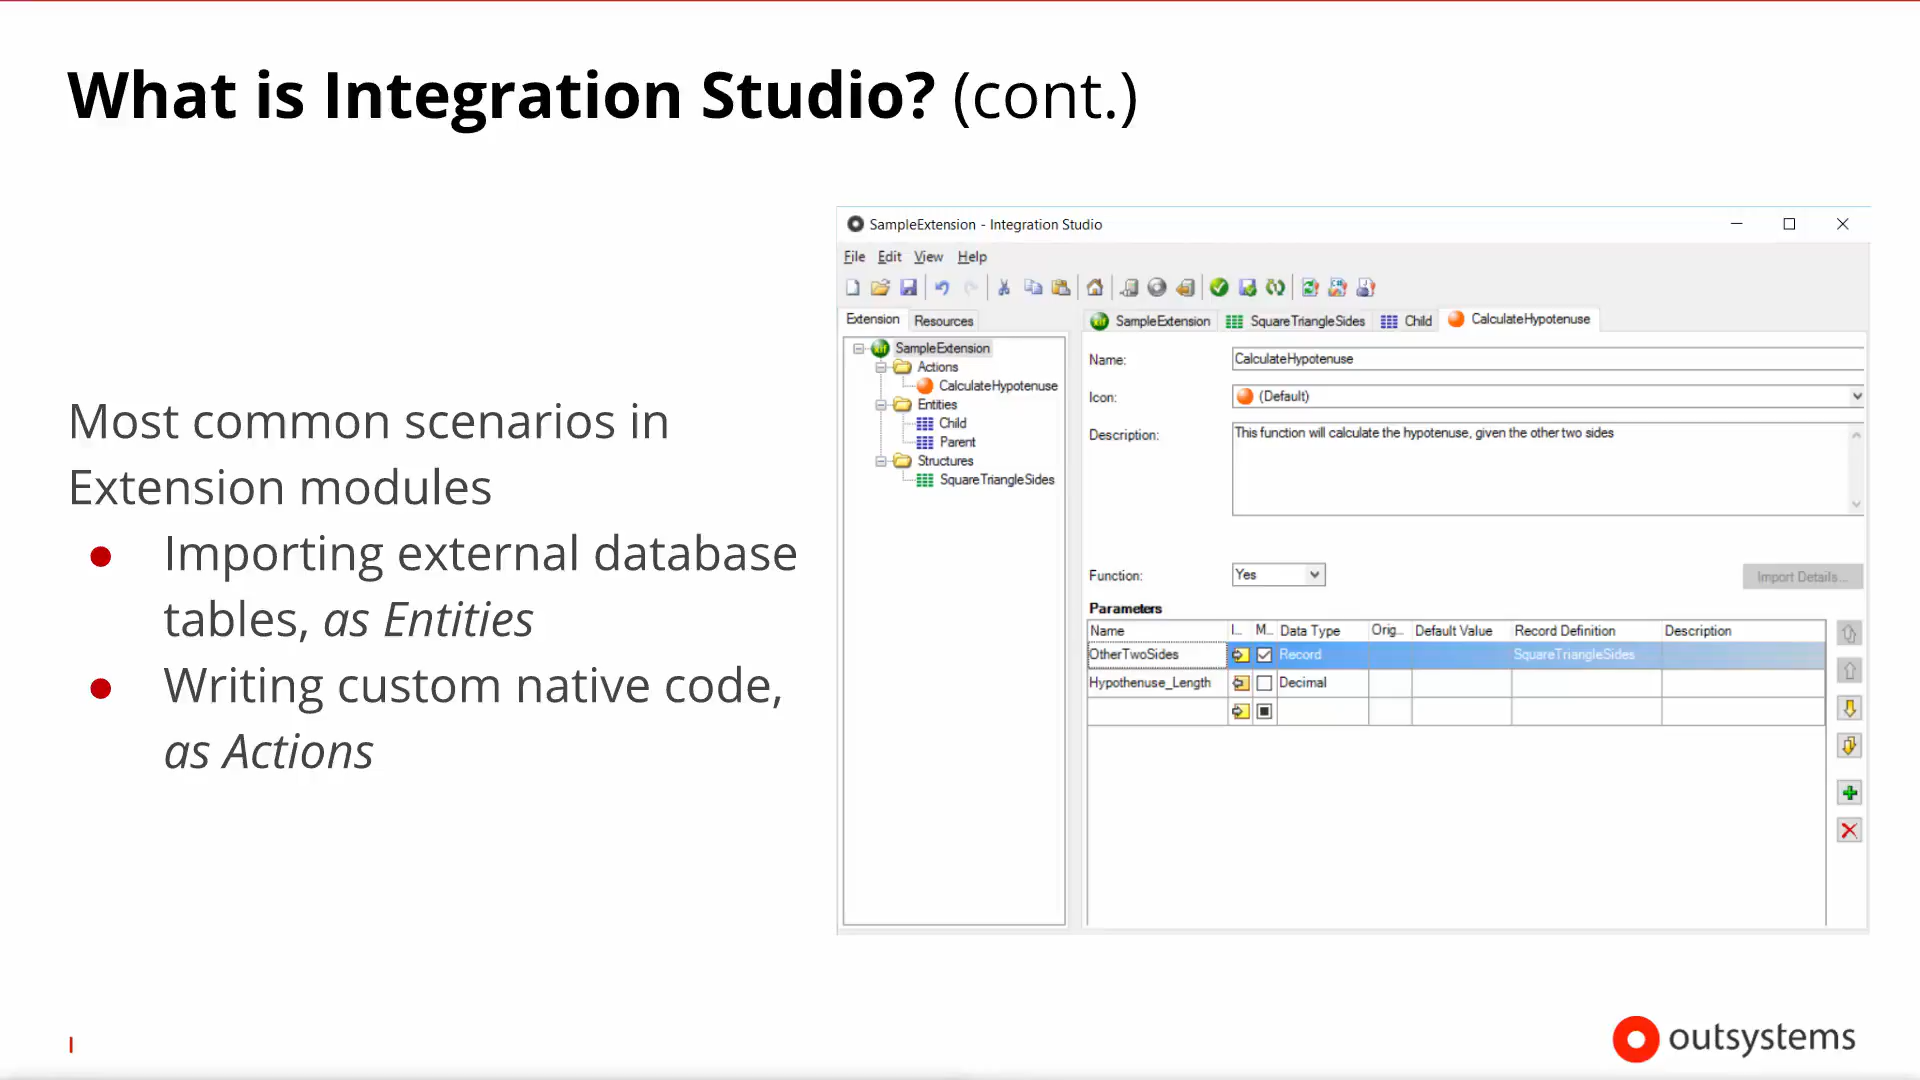 What is Integration Studio? (cont.)
Most common scenarios in
Extension modules
● Importing external database
tables, as Entities
● Writing custom native code,
as Actions
SampleExtension - Integration Studio
File Edit View Help
Extension Resources
SampleExtension
Actions
CalculateHypotenuse
Entities
Child
Parent
Structures
SquareTriangleSides
SampleExtension SquareTriangleSides Child CalculateHypotenuse
Name: CalculateHypotenuse
Icon: (Default)
Description: This function will calculate the hypotenuse, given the other two sides
Function: Yes Import Details...
Parameters
Name I... M... Data Type Orig... Default Value Record Definition Description
OtherTwoSides Record SquareTriangleSides
Hypothenuse_Length Decimal
outsystems